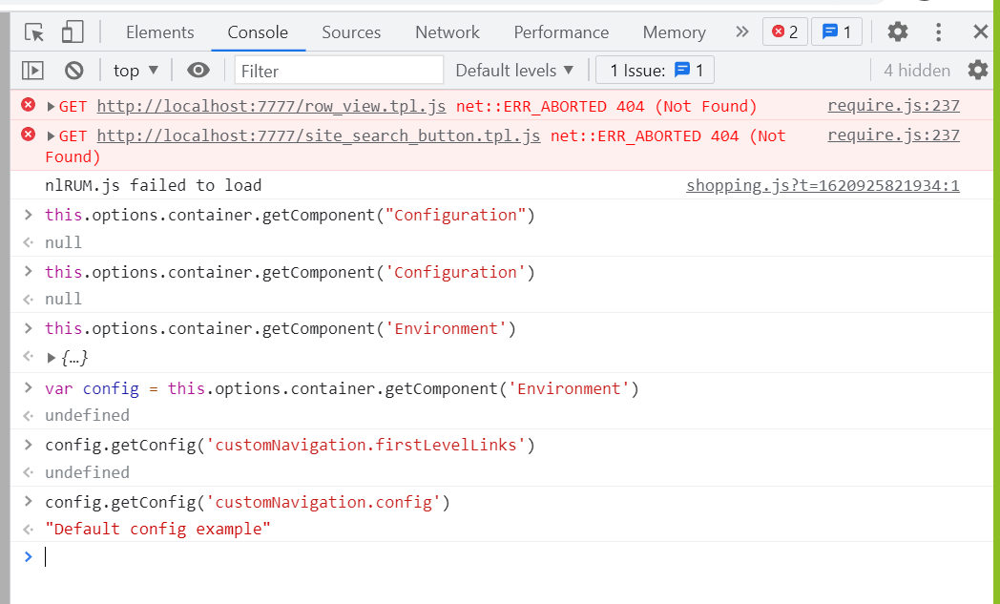 Elements Console Sources Network Performance Memory » 2 1
top ▼ Filter Default levels ▼ 1 Issue: 1 4 hidden
▶GET http://localhost:7777/row_view.tpl.js net::ERR_ABORTED 404 (Not Found) require.js:237
▶GET http://localhost:7777/site_search_button.tpl.js net::ERR_ABORTED 404 (Not require.js:237
Found)
nlRUM.js failed to load shopping.js?t=1620925821934:1
> this.options.container.getComponent("Configuration")
null
> this.options.container.getComponent('Configuration')
null
> this.options.container.getComponent('Environment')
▶{…}
> var config = this.options.container.getComponent('Environment')
undefined
> config.getConfig('customNavigation.firstLevelLinks')
undefined
> config.getConfig('customNavigation.config')
"Default config example"
>